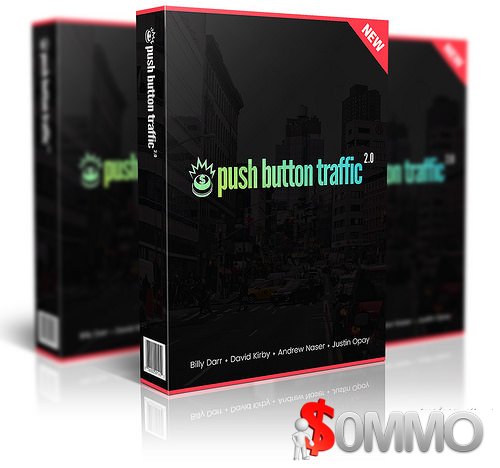 NEW
push button traffic 2.0
push button traffic 2.0
Billy Darr • David Kirby • Andrew Naser • Justin Opay
$OMMO